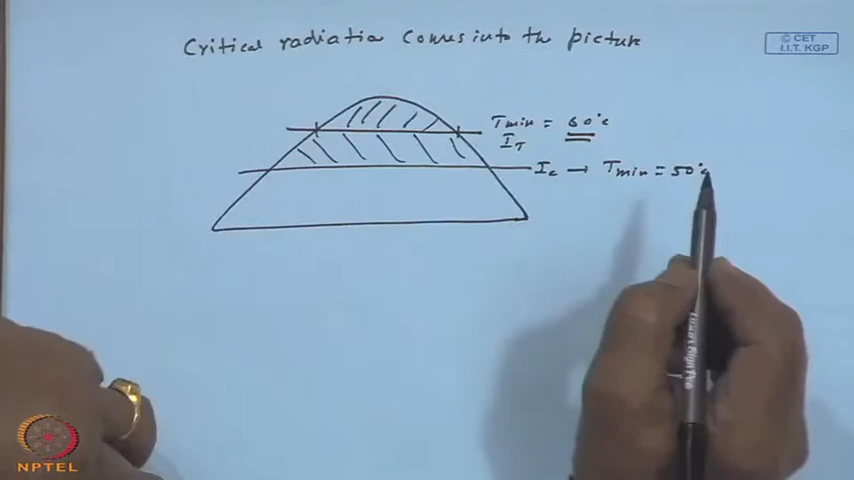 Critical radiation comes into the picture
© CET
I.I.T. KGP
Tmin = 60°c
IT
Ic → Tmin = 50°c
NPTEL